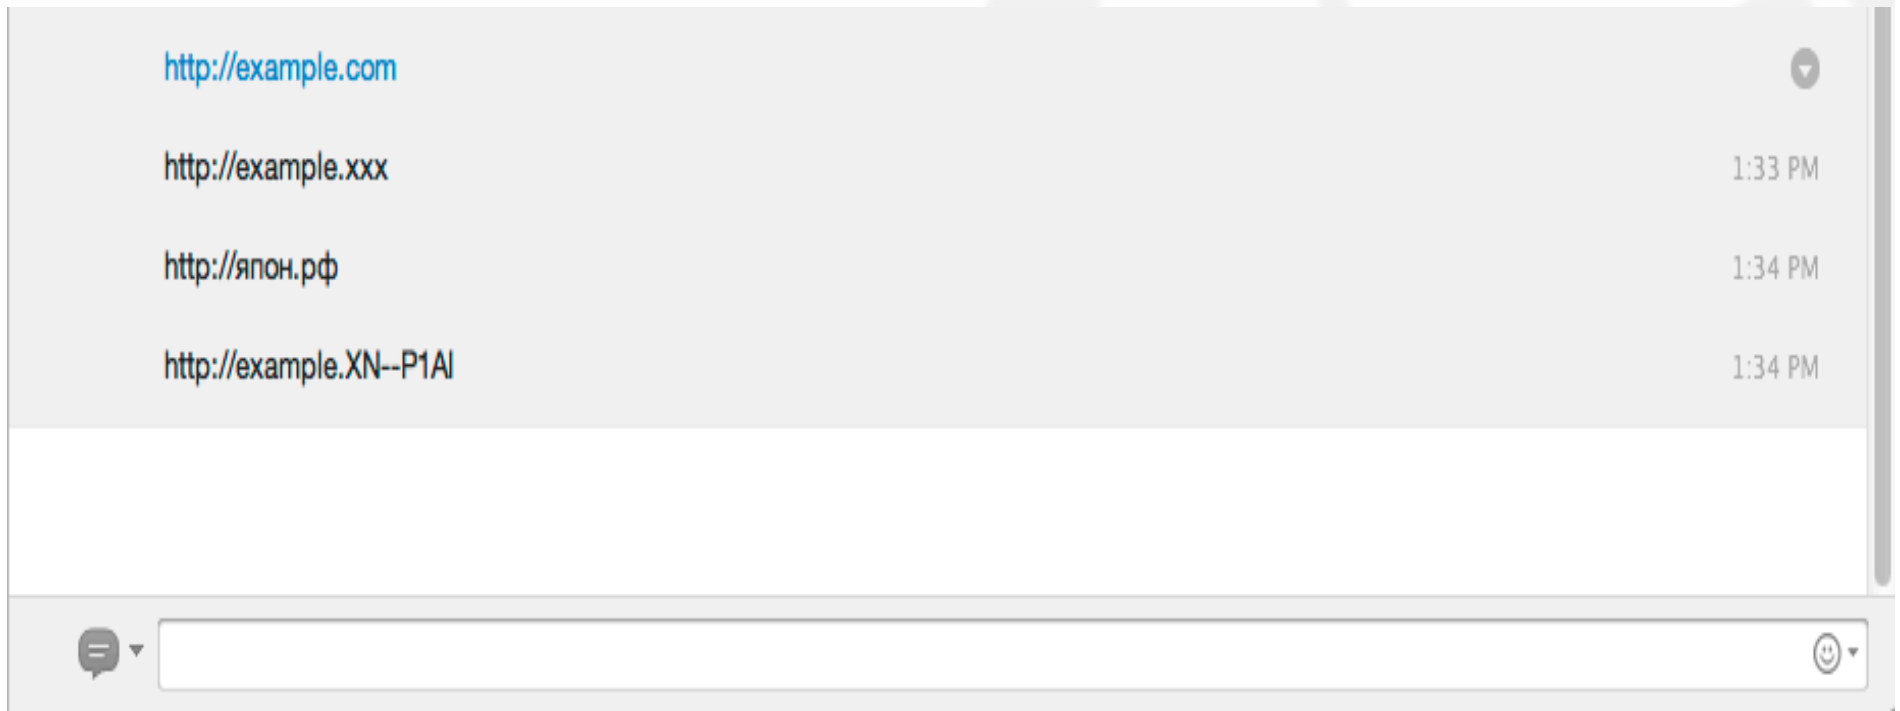 http://example.com
http://example.xxx 1:33 PM
http://япон.рф 1:34 PM
http://example.XN--P1AI 1:34 PM